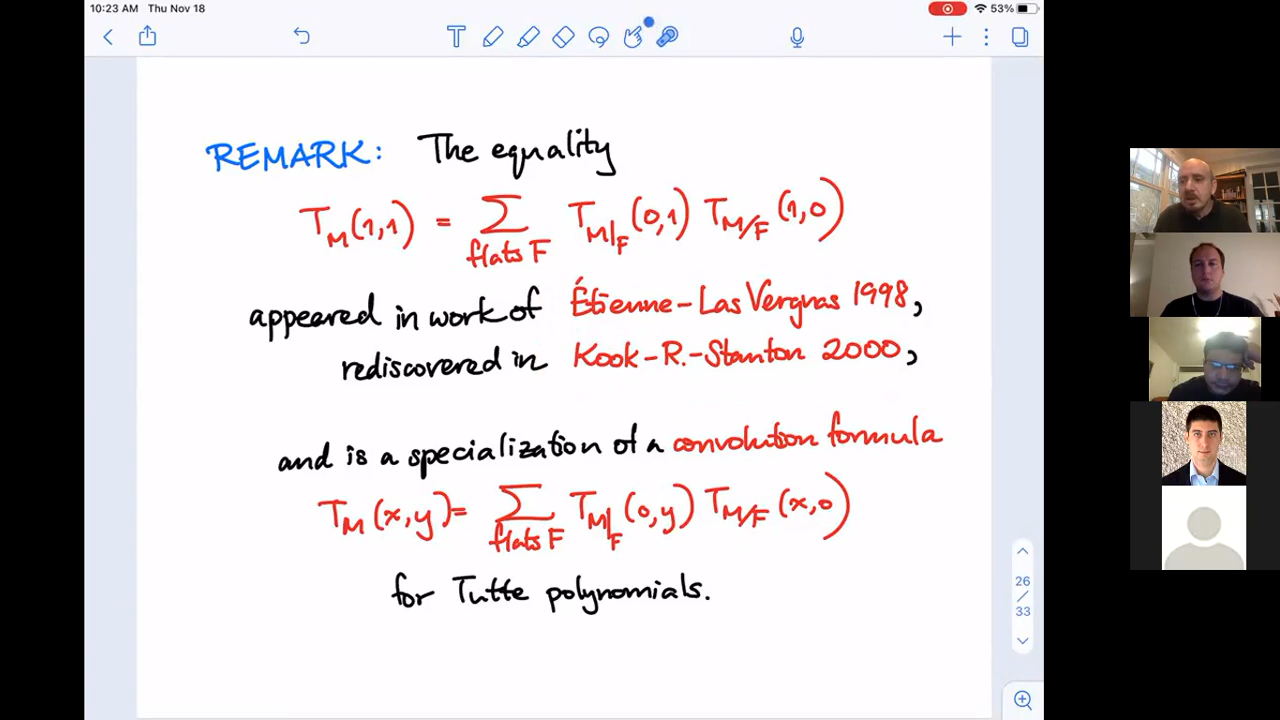 10:23 AM Thu Nov 18
53%
REMARK: The equality
T_M(1,1) = Σ_{flats F} T_{M|_F}(0,1) T_{M/F}(1,0)
appeared in work of Étienne-Las Vergnas 1998,
rediscovered in Kook-R.-Stanton 2000,
and is a specialization of a convolution formula
T_M(x,y) = Σ_{flats F} T_{M|_F}(0,y) T_{M/F}(x,0)
for Tutte polynomials.
26
/
33